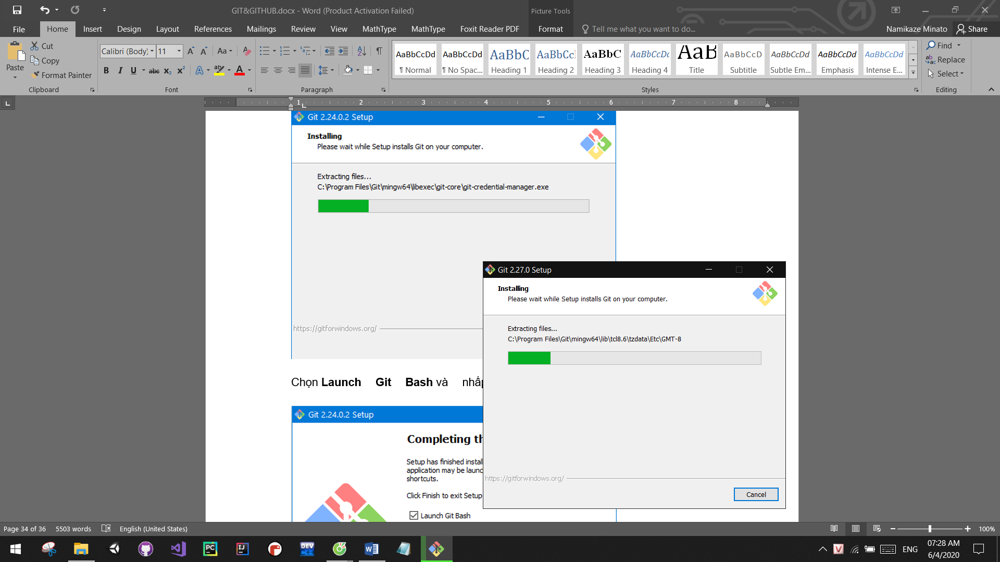 GIT&GITHUB.docx - Word (Product Activation Failed)
Picture Tools
File Home Insert Design Layout References Mailings Review View MathType MathType Foxit Reader PDF Format Tell me what you want to do... Namikaze Minato Share
Paste
Cut
Copy
Format Painter
Clipboard
Calibri (Body) 11
Font
Paragraph
AaBbCcDd AaBbCcDd AaBbC AaBbCc AaBbC AaBbCcDc AaB AaBbCcD AaBbCcDd AaBbCcDd AaBbCcDd
¶ Normal ¶ No Spac... Heading 1 Heading 2 Heading 3 Heading 4 Title Subtitle Subtle Em... Emphasis Intense E...
Styles
Find
Replace
Select
Editing
1 2 3 4 5 6 7 8
Git 2.24.0.2 Setup
Installing
Please wait while Setup installs Git on your computer.
Extracting files...
C:\Program Files\Git\mingw64\libexec\git-core\git-credential-manager.exe
https://gitforwindows.org/
Git 2.27.0 Setup
Installing
Please wait while Setup installs Git on your computer.
Extracting files...
C:\Program Files\Git\mingw64\lib\tcl8.6\tzdata\Etc\GMT-8
https://gitforwindows.org/
Cancel
Chọn Launch Git Bash và nhấp
Git 2.24.0.2 Setup
Completing th
Setup has finished instal
application may be launc
shortcuts.
Click Finish to exit Setup
Launch Git Bash
Page 34 of 36 5503 words English (United States) 100%
ENG
07:28 AM
6/4/2020